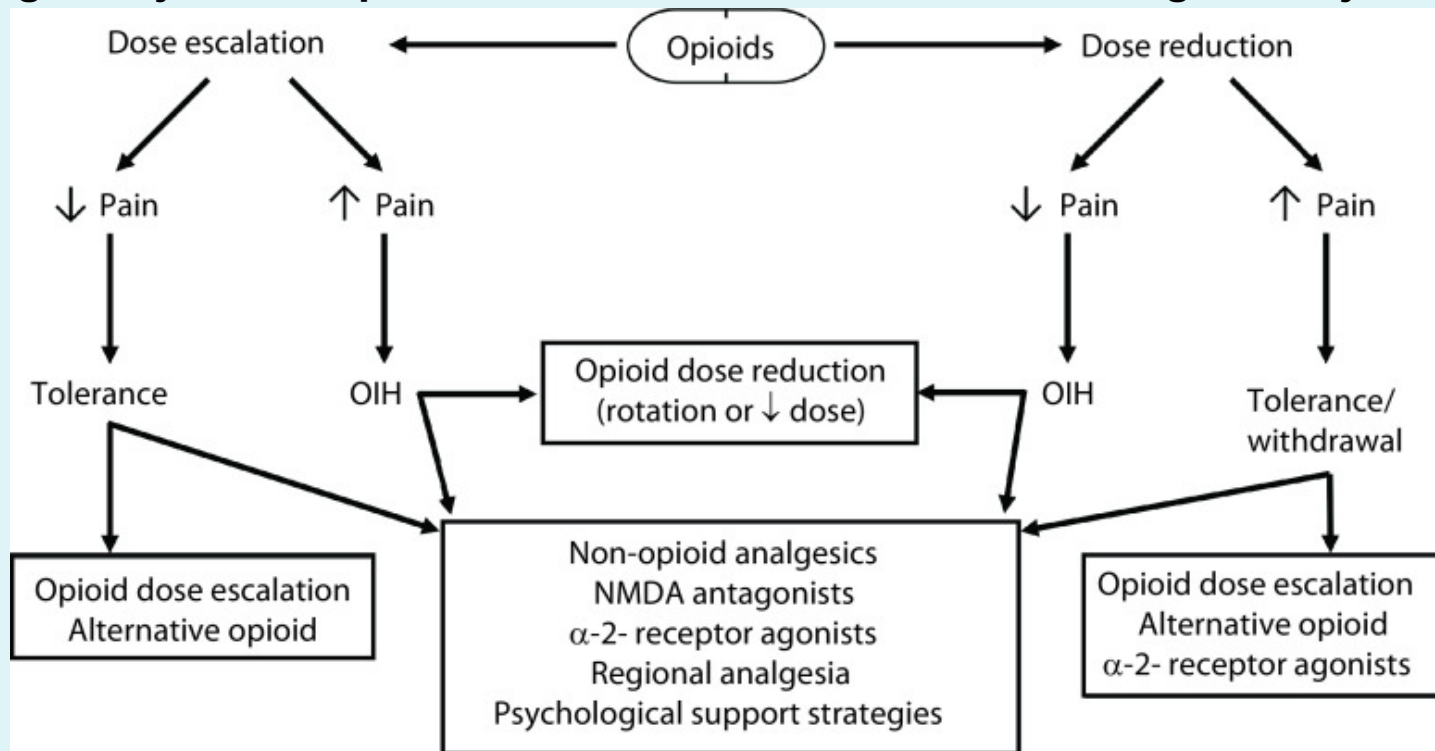 Opioids
Dose escalation
Dose reduction
↓ Pain
↑ Pain
↓ Pain
↑ Pain
Tolerance
OIH
Opioid dose reduction
(rotation or ↓ dose)
OIH
Tolerance/
withdrawal
Opioid dose escalation
Alternative opioid
Non-opioid analgesics
NMDA antagonists
α-2- receptor agonists
Regional analgesia
Psychological support strategies
Opioid dose escalation
Alternative opioid
α-2- receptor agonists